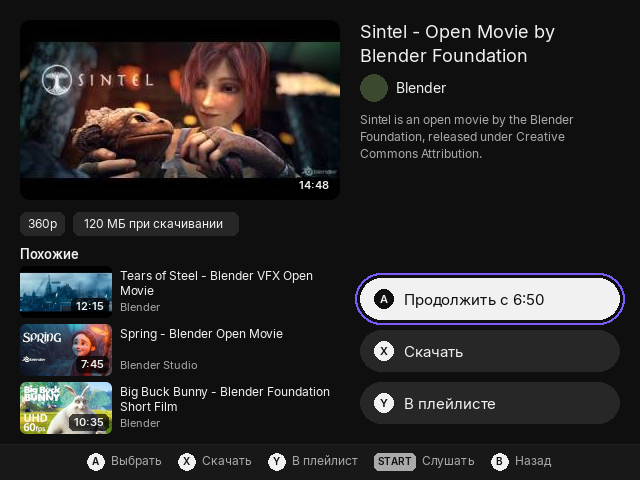 SINTEL
blender
14:48
Sintel - Open Movie by
Blender Foundation
Blender
Sintel is an open movie by the Blender
Foundation, released under Creative
Commons Attribution.
360p
120 МБ при скачивании
Похожие
12:15
Tears of Steel - Blender VFX Open
Movie
Blender
SPRING
blender
7:45
Spring - Blender Open Movie
Blender Studio
Big Buck
BUNNY
UHD
60fps
10:35
Big Buck Bunny - Blender Foundation
Short Film
Blender
A Продолжить с 6:50
X Скачать
Y В плейлисте
A Выбрать X Скачать Y В плейлист START Слушать B Назад